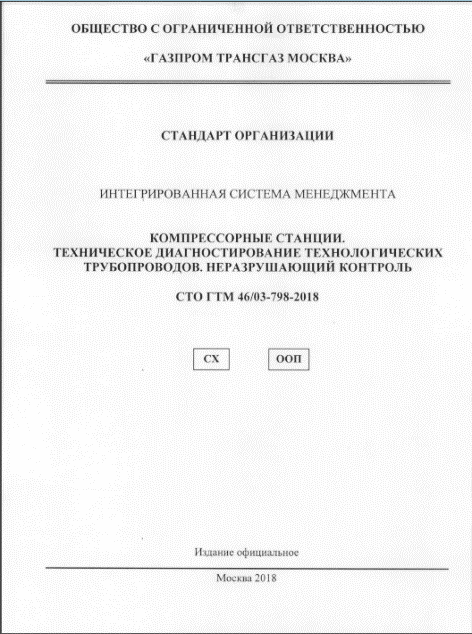 ОБЩЕСТВО С ОГРАНИЧЕННОЙ ОТВЕТСТВЕННОСТЬЮ
«ГАЗПРОМ ТРАНСГАЗ МОСКВА»
СТАНДАРТ ОРГАНИЗАЦИИ
ИНТЕГРИРОВАННАЯ СИСТЕМА МЕНЕДЖМЕНТА
КОМПРЕССОРНЫЕ СТАНЦИИ.
ТЕХНИЧЕСКОЕ ДИАГНОСТИРОВАНИЕ ТЕХНОЛОГИЧЕСКИХ
ТРУБОПРОВОДОВ. НЕРАЗРУШАЮЩИЙ КОНТРОЛЬ
СТО ГТМ 46/03-798-2018
СХ ООП
Издание официальное
Москва 2018